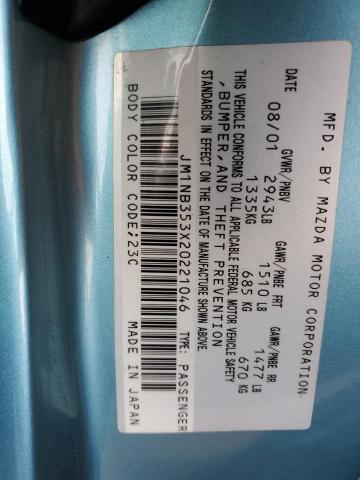 MFD. BY MAZDA MOTOR CORPORATION
DATE GVWR/PNBV GAWR/PNBE FRT GAWR/PNBE RR
08/01 2943LB 1510 LB 1477 LB
1335KG 685 KG 670 KG
THIS VEHICLE CONFORMS TO ALL APPLICABLE FEDERAL MOTOR VEHICLE SAFETY
,BUMPER, AND THEFT PREVENTION
STANDARDS IN EFFECT ON THE DATE OF MANUFACTURE SHOWN ABOVE.
JM1NB353X20221046 TYPE: PASSENGER
BODY COLOR CODE;23C MADE IN JAPAN